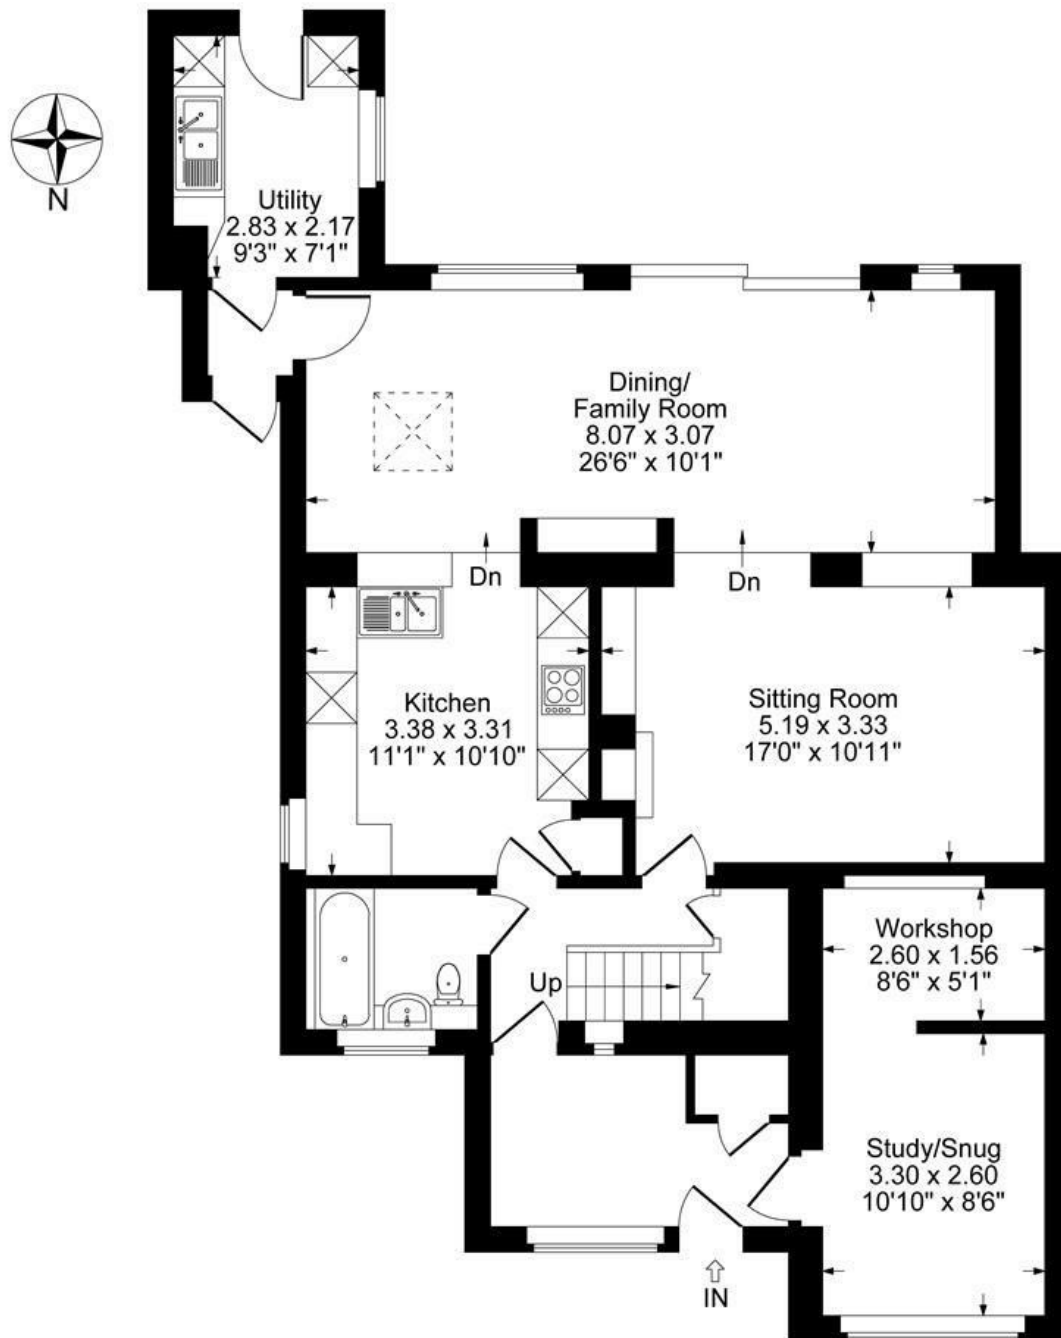 N
Utility
2.83 x 2.17
9'3" x 7'1"
Dining/
Family Room
8.07 x 3.07
26'6" x 10'1"
Dn
Dn
Kitchen
3.38 x 3.31
11'1" x 10'10"
Sitting Room
5.19 x 3.33
17'0" x 10'11"
Workshop
2.60 x 1.56
8'6" x 5'1"
Up
Study/Snug
3.30 x 2.60
10'10" x 8'6"
IN